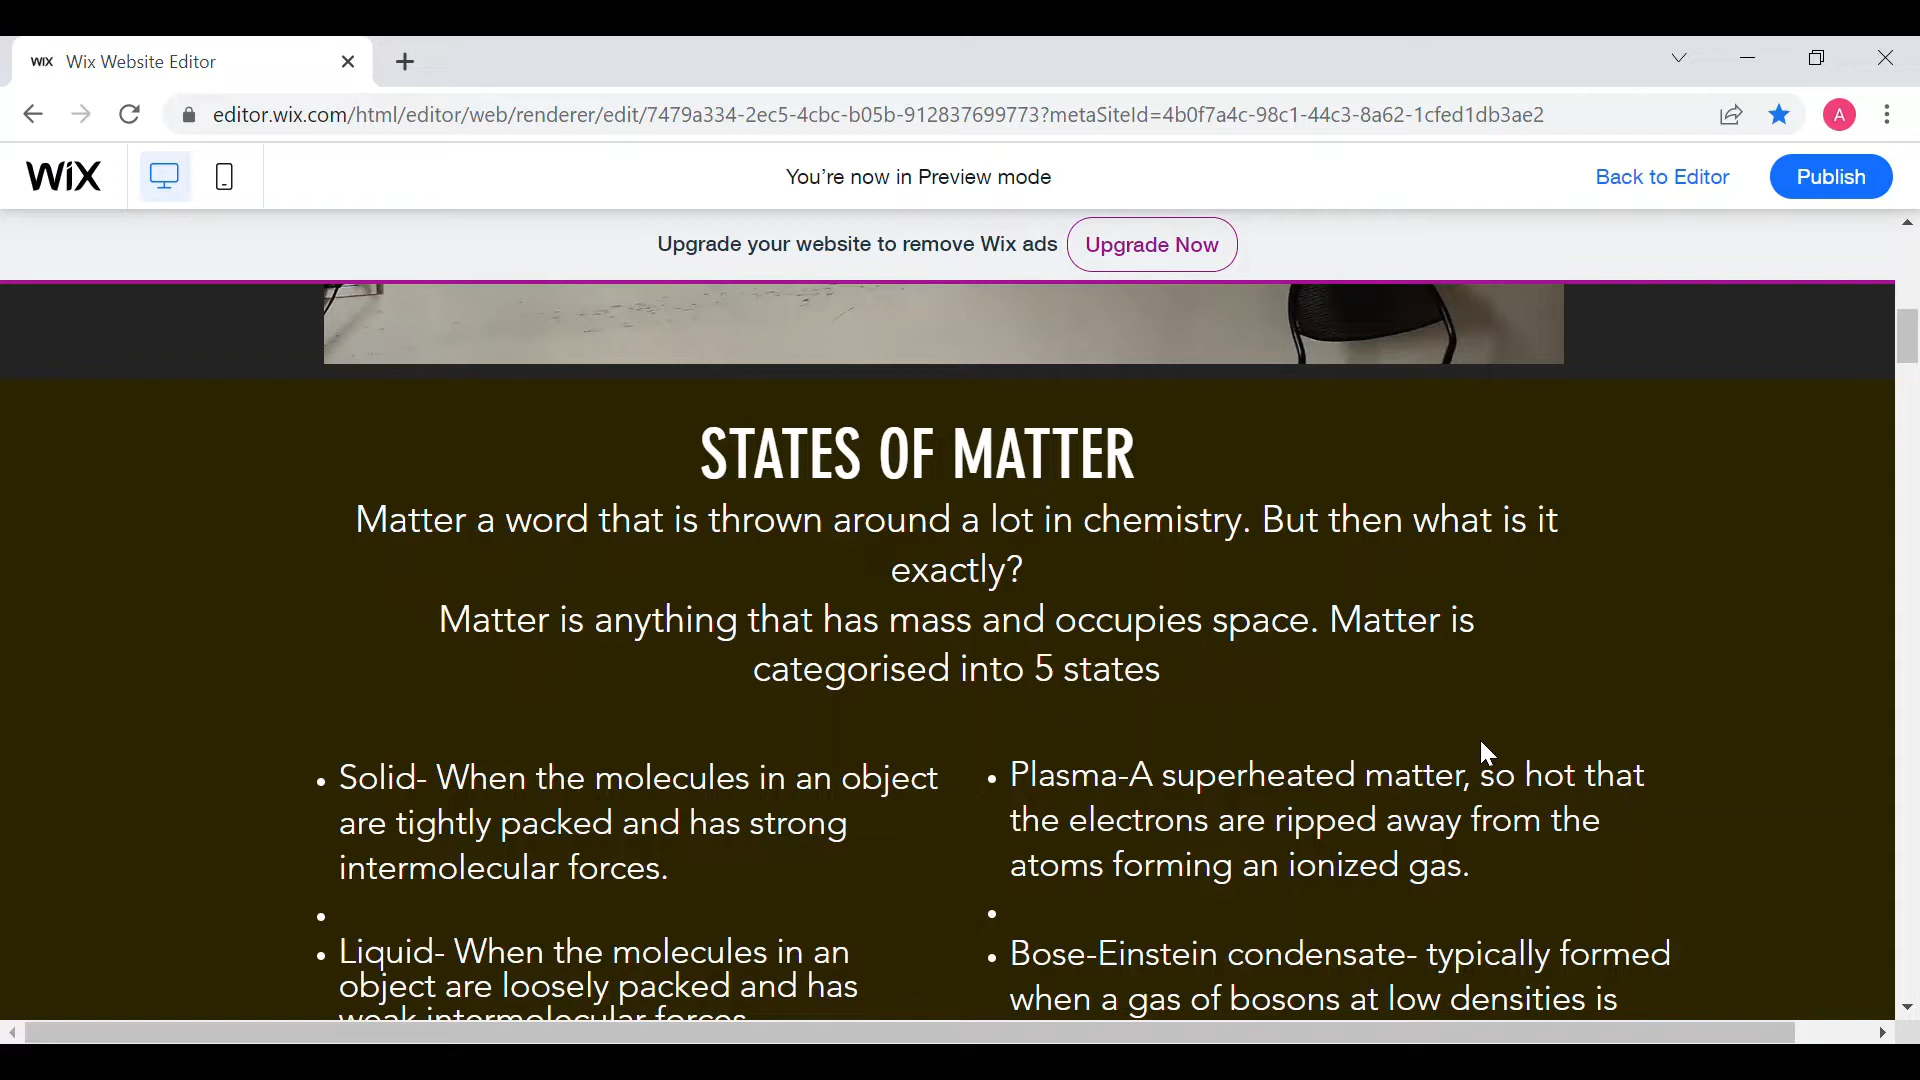 WiX Wix Website Editor
editor.wix.com/html/editor/web/renderer/edit/7479a334-2ec5-4cbc-b05b-912837699773?metaSiteId=4b0f7a4c-98c1-44c3-8a62-1cfed1db3ae2
A
WiX
You're now in Preview mode
Back to Editor
Publish
Upgrade your website to remove Wix ads
Upgrade Now
STATES OF MATTER
Matter a word that is thrown around a lot in chemistry. But then what is it
exactly?
Matter is anything that has mass and occupies space. Matter is
categorised into 5 states
• Solid- When the molecules in an object
are tightly packed and has strong
intermolecular forces.
•
• Liquid- When the molecules in an
object are loosely packed and has
weak intermolecular forces.
• Plasma-A superheated matter, so hot that
the electrons are ripped away from the
atoms forming an ionized gas.
•
• Bose-Einstein condensate- typically formed
when a gas of bosons at low densities is